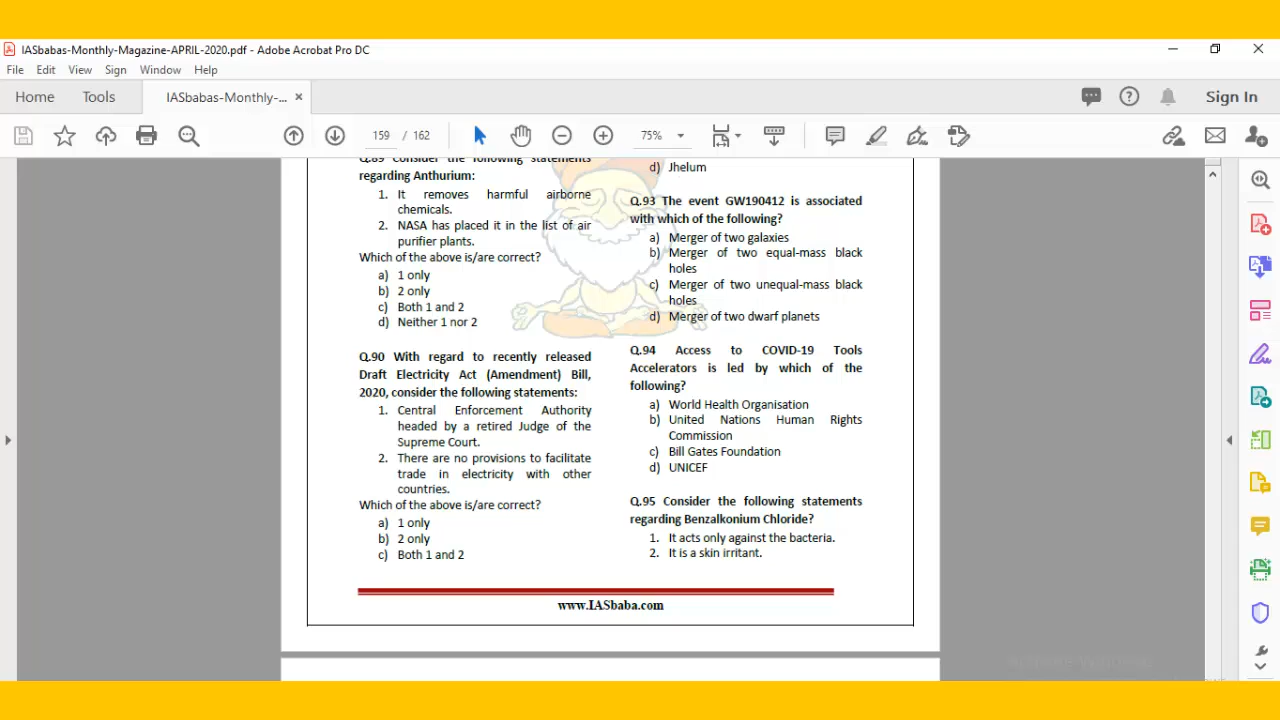 IASbabas-Monthly-Magazine-APRIL-2020.pdf - Adobe Acrobat Pro DC
File Edit View Sign Window Help
Home Tools IASbabas-Monthly-... ×
Sign In
159 / 162 75%
Q.89 Consider the following statements
regarding Anthurium:
1. It removes harmful airborne
chemicals.
2. NASA has placed it in the list of air
purifier plants.
Which of the above is/are correct?
a) 1 only
b) 2 only
c) Both 1 and 2
d) Neither 1 nor 2
Q.90 With regard to recently released
Draft Electricity Act (Amendment) Bill,
2020, consider the following statements:
1. Central Enforcement Authority
headed by a retired Judge of the
Supreme Court.
2. There are no provisions to facilitate
trade in electricity with other
countries.
Which of the above is/are correct?
a) 1 only
b) 2 only
c) Both 1 and 2
d) Jhelum
Q.93 The event GW190412 is associated
with which of the following?
a) Merger of two galaxies
b) Merger of two equal-mass black
holes
c) Merger of two unequal-mass black
holes
d) Merger of two dwarf planets
Q.94 Access to COVID-19 Tools
Accelerators is led by which of the
following?
a) World Health Organisation
b) United Nations Human Rights
Commission
c) Bill Gates Foundation
d) UNICEF
Q.95 Consider the following statements
regarding Benzalkonium Chloride?
1. It acts only against the bacteria.
2. It is a skin irritant.
www.IASbaba.com